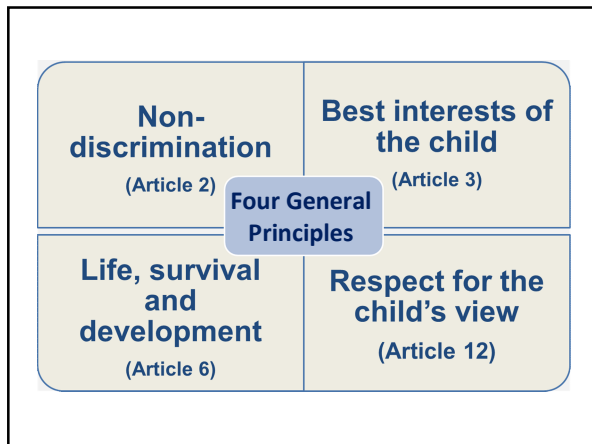 Non-
discrimination
(Article 2)
Best interests of
the child
(Article 3)
Four General
Principles
Life, survival
and
development
(Article 6)
Respect for the
child’s view
(Article 12)